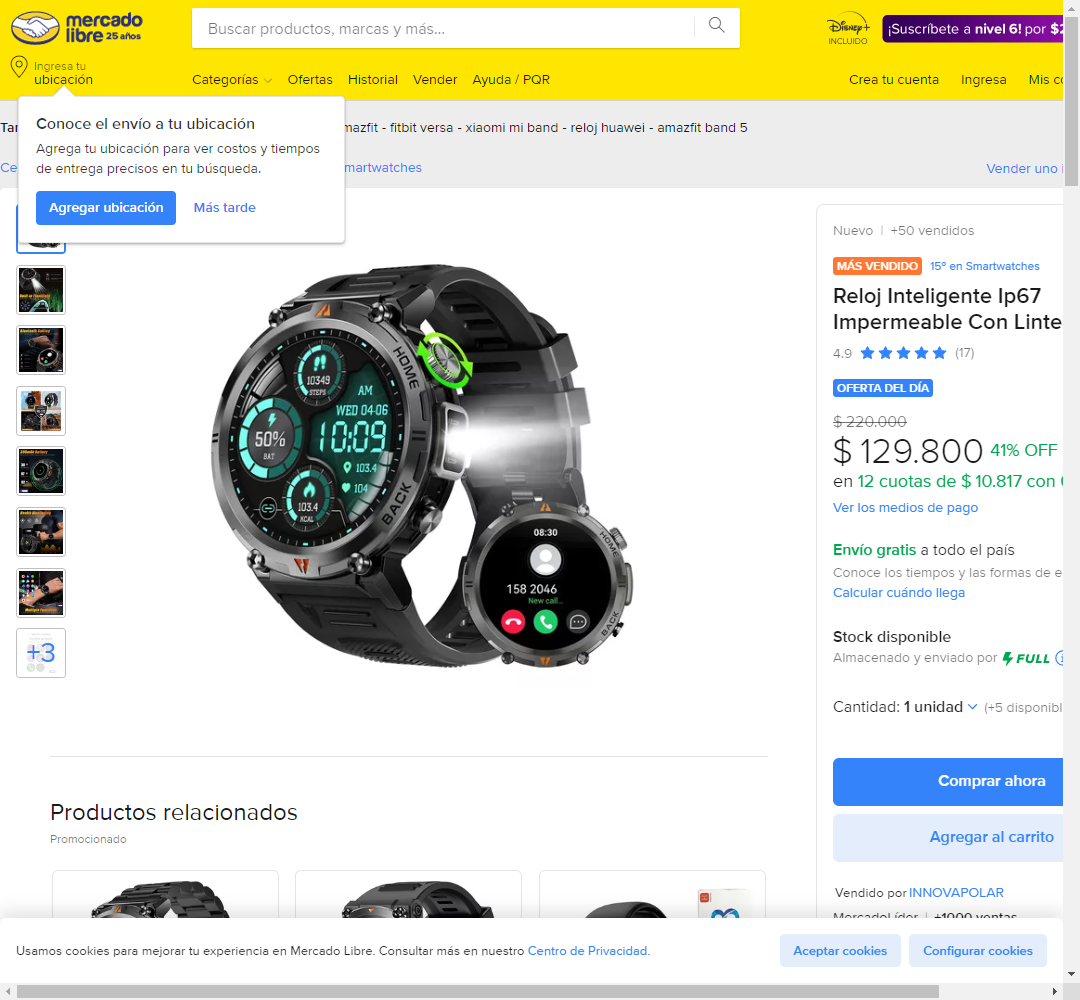 mercado
libre 25 años
Buscar productos, marcas y más...
Disney+
INCLUIDO
¡Suscríbete a nivel 6! por $2
Ingresa tu
ubicación
Categorías
Ofertas
Historial
Vender
Ayuda / PQR
Crea tu cuenta
Ingresa
Mis co
Conoce el envío a tu ubicación
Agrega tu ubicación para ver costos y tiempos
de entrega precisos en tu búsqueda.
Agregar ubicación
Más tarde
mazfit - fitbit versa - xiaomi mi band - reloj huawei - amazfit band 5
martwatches
Vender uno i
Nuevo | +50 vendidos
MÁS VENDIDO 15º en Smartwatches
Reloj Inteligente Ip67
Impermeable Con Linte
4.9 (17)
OFERTA DEL DÍA
$ 220.000
$ 129.800 41% OFF
en 12 cuotas de $ 10.817 con
Ver los medios de pago
Envío gratis a todo el país
Conoce los tiempos y las formas de e
Calcular cuándo llega
Stock disponible
Almacenado y enviado por FULL
Cantidad: 1 unidad (+5 disponibl
Comprar ahora
Agregar al carrito
Vendido por INNOVAPOLAR
MercadoLíder | +1000 ventas
HOME
10349
STEPS
AM
WED 04-06
10:09
50%
BAT
103.4
104
103.4
KCAL
BACK
08:30
158 2046
New call...
HOME
BACK
+3
Productos relacionados
Promocionado
Usamos cookies para mejorar tu experiencia en Mercado Libre. Consultar más en nuestro Centro de Privacidad.
Aceptar cookies
Configurar cookies